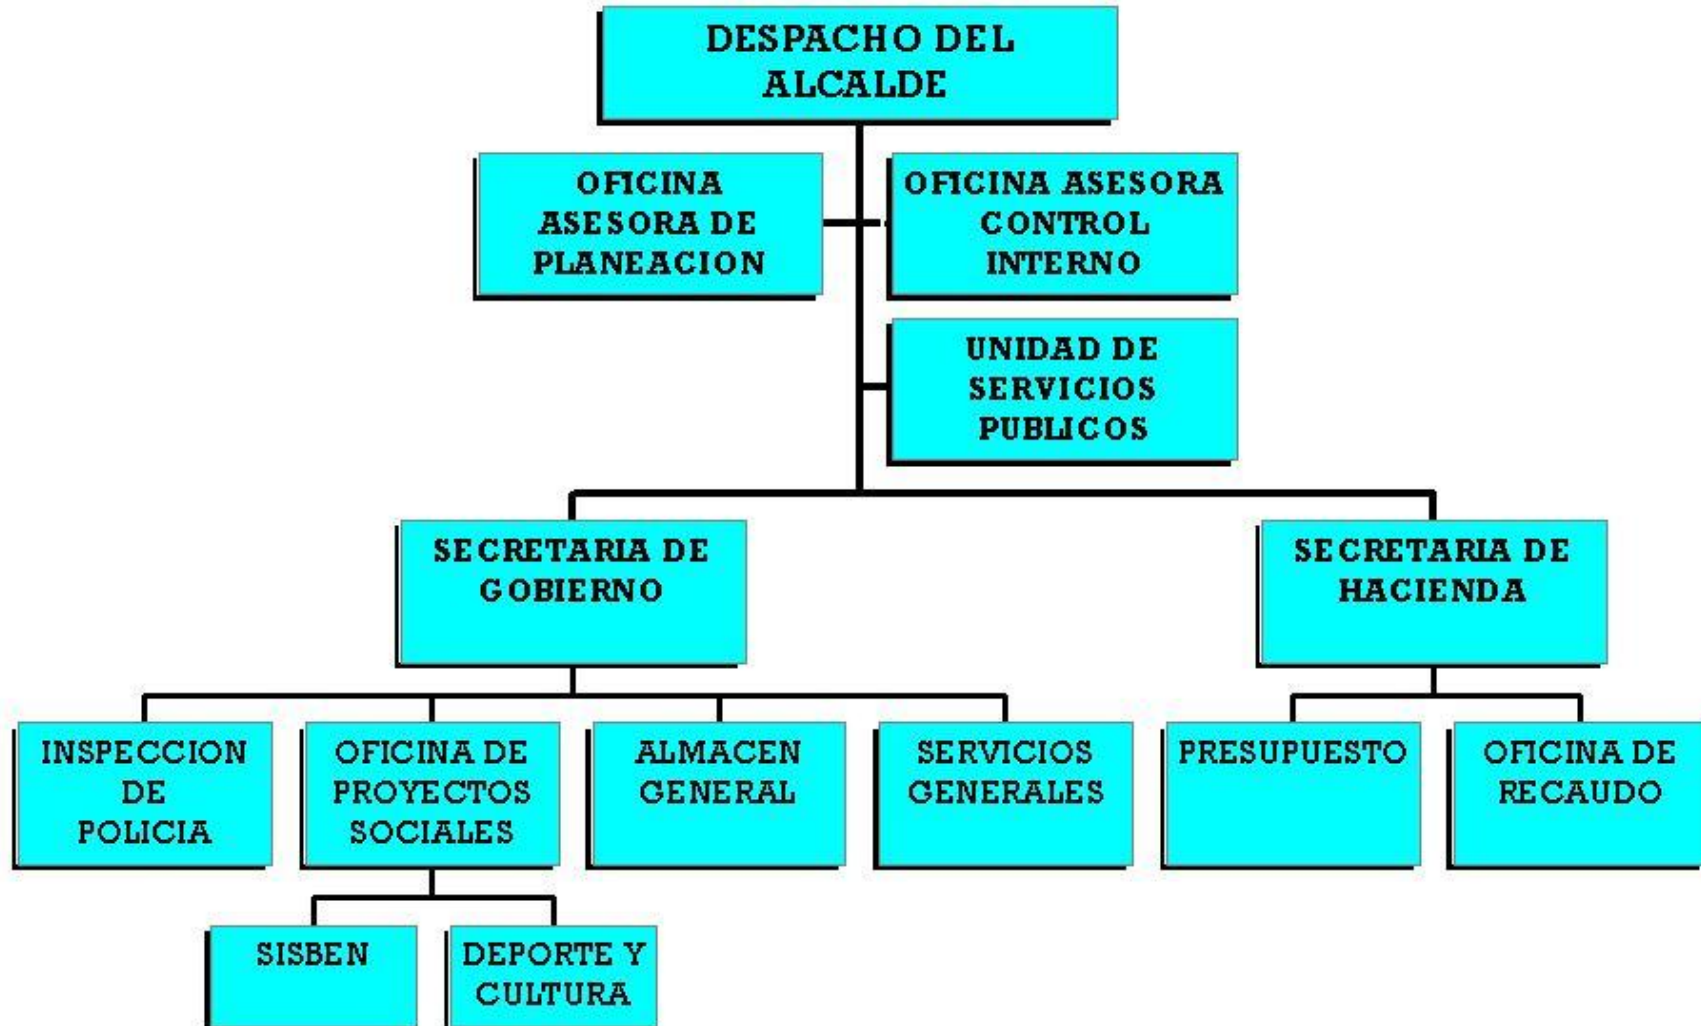 DESPACHO DEL
ALCALDE
OFICINA
ASESORA DE
PLANEACION
OFICINA ASESORA
CONTROL
INTERNO
UNIDAD DE
SERVICIOS
PUBLICOS
SECRETARIA DE
GOBIERNO
SECRETARIA DE
HACIENDA
INSPECCION
DE
POLICIA
OFICINA DE
PROYECTOS
SOCIALES
ALMACEN
GENERAL
SERVICIOS
GENERALES
PRESUPUESTO
OFICINA DE
RECAUDO
SISBEN
DEPORTE Y
CULTURA